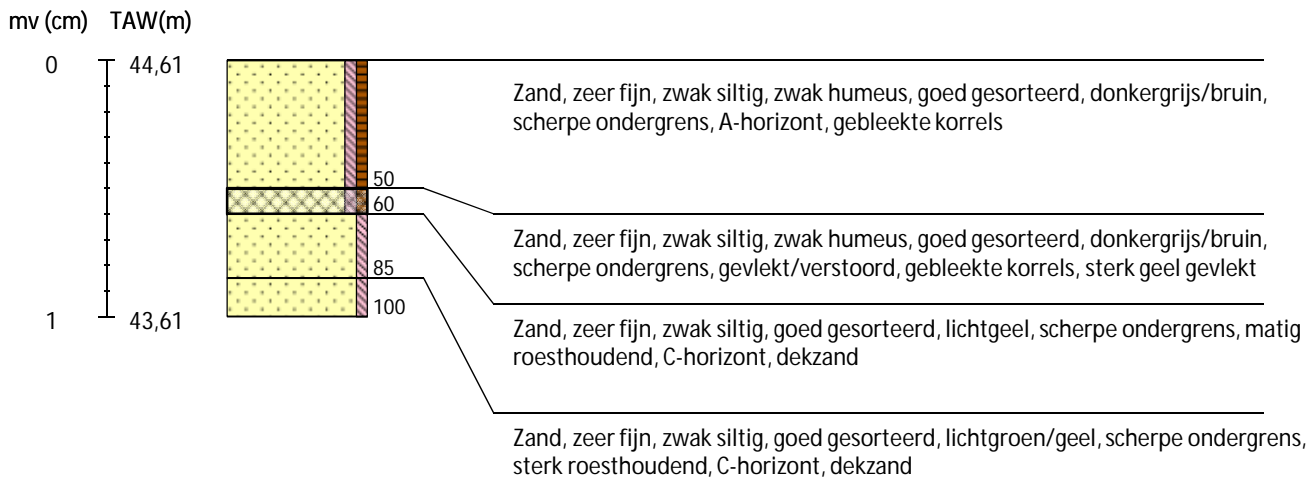 mv (cm) TAW(m)
0 44,61
Zand, zeer fijn, zwak siltig, zwak humeus, goed gesorteerd, donkergrijs/bruin,
scherpe ondergrens, A-horizont, gebleekte korrels
50
60
Zand, zeer fijn, zwak siltig, zwak humeus, goed gesorteerd, donkergrijs/bruin,
scherpe ondergrens, gevlekt/verstoord, gebleekte korrels, sterk geel gevlekt
85
100
1 43,61
Zand, zeer fijn, zwak siltig, goed gesorteerd, lichtgeel, scherpe ondergrens, matig
roesthoudend, C-horizont, dekzand
Zand, zeer fijn, zwak siltig, goed gesorteerd, lichtgroen/geel, scherpe ondergrens,
sterk roesthoudend, C-horizont, dekzand